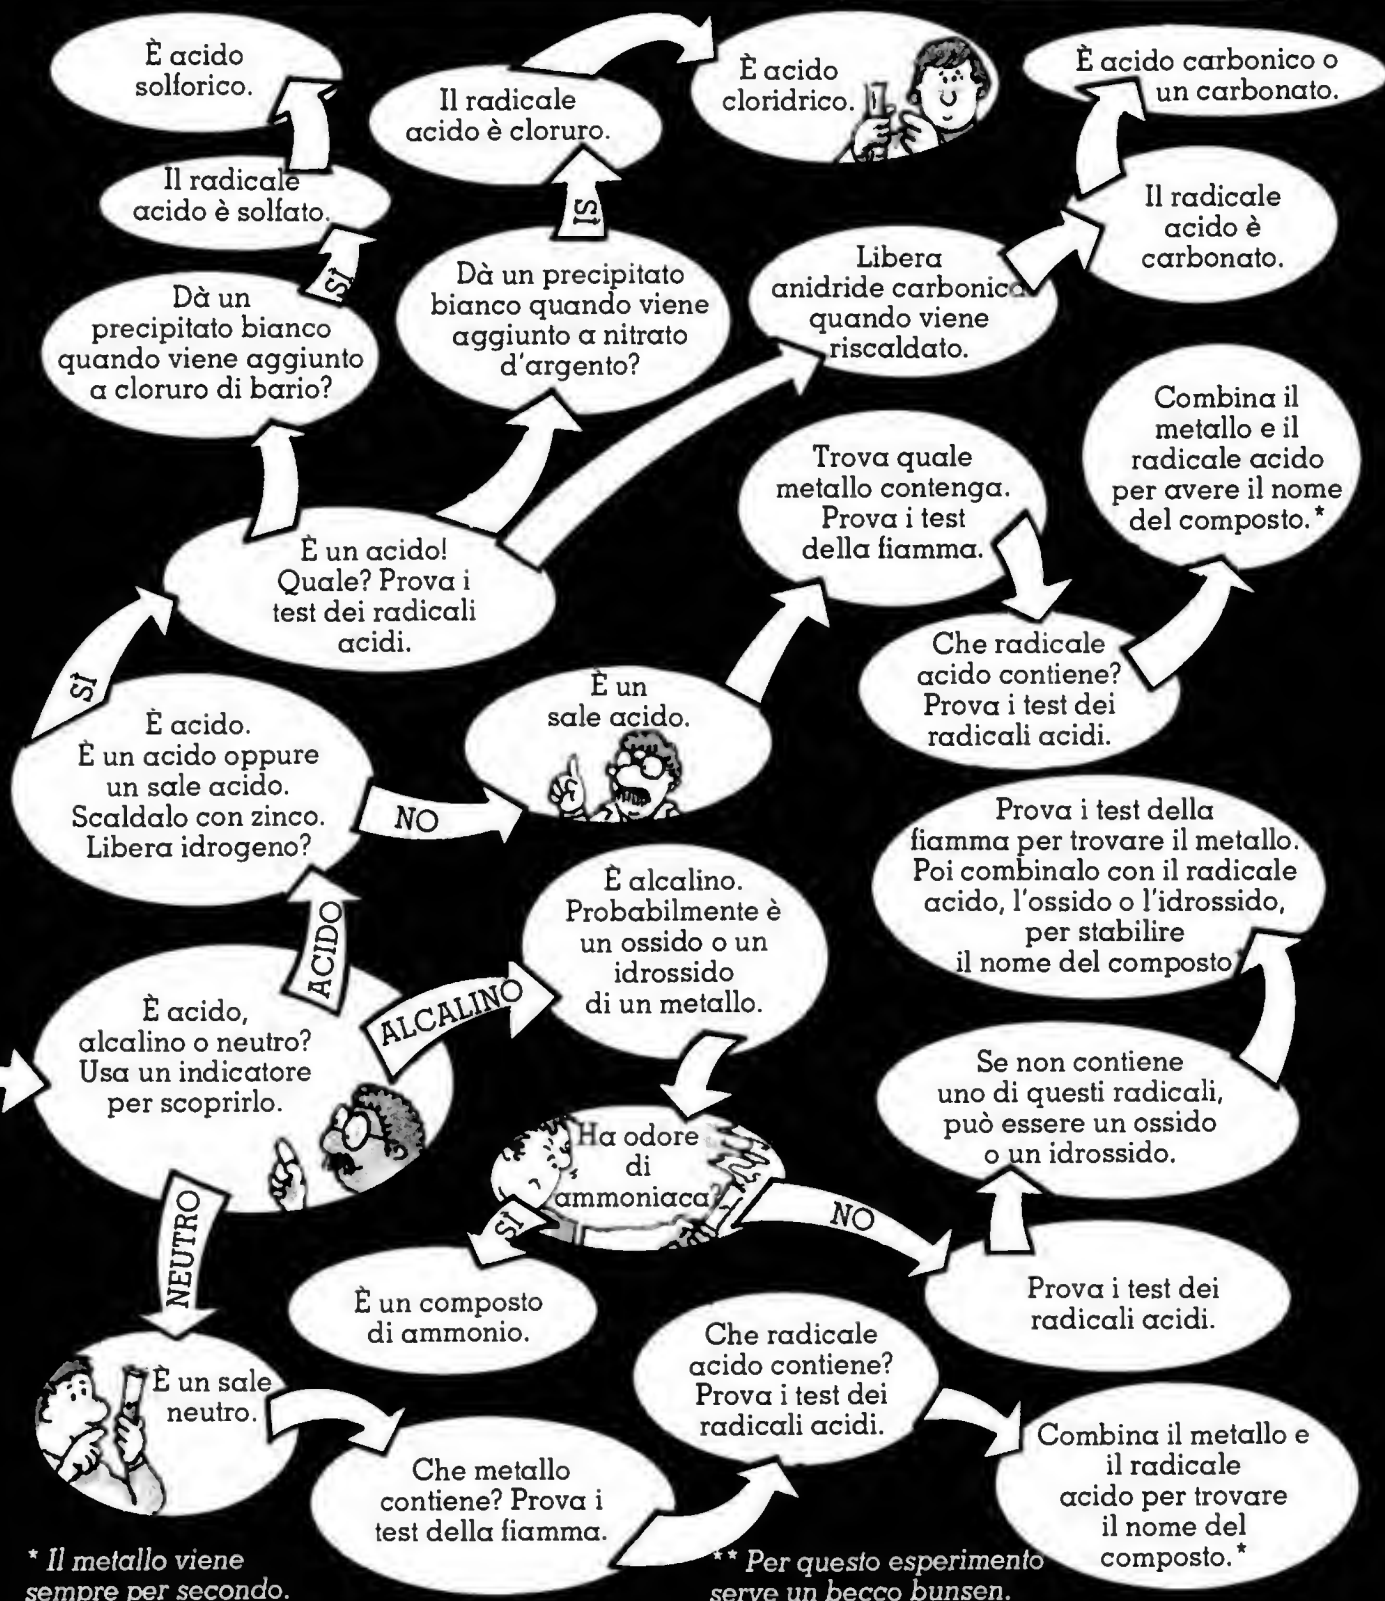 È acido
solforico.
Il radicale
acido è cloruro.
È acido
cloridrico.
È acido carbonico o
un carbonato.
Il radicale
acido è solfato.
SÌ
SÌ
Il radicale
acido è
carbonato.
Dà un
precipitato bianco
quando viene aggiunto
a cloruro di bario?
Dà un precipitato
bianco quando viene
aggiunto a nitrato
d'argento?
Libera
anidride carbonica
quando viene
riscaldato.
Combina il
metallo e il
radicale acido
per avere il nome
del composto.*
Trova quale
metallo contenga.
Prova i test
della fiamma.
È un acido!
Quale? Prova i
test dei radicali
acidi.
Che radicale
acido contiene?
Prova i test dei
radicali acidi.
SÌ
È acido.
È un acido oppure
un sale acido.
Scaldalo con zinco.
Libera idrogeno?
NO
È un
sale acido.
Prova i test della
fiamma per trovare il metallo.
Poi combinalo con il radicale
acido, l'ossido o l'idrossido,
per stabilire
il nome del composto
ACIDO
È alcalino.
Probabilmente è
un ossido o un
idrossido
di un metallo.
È acido,
alcalino o neutro?
Usa un indicatore
per scoprirlo.
ALCALINO
Se non contiene
uno di questi radicali,
può essere un ossido
o un idrossido.
Ha odore
di
ammoniaca?
SÌ
NO
NEUTRO
È un composto
di ammonio.
Prova i test dei
radicali acidi.
È un sale
neutro.
Che radicale
acido contiene?
Prova i test dei
radicali acidi.
Che metallo
contiene? Prova i
test della fiamma.
Combina il metallo e
il radicale
acido per trovare
il nome del
composto.*
* Il metallo viene
sempre per secondo.
** Per questo esperimento
serve un becco bunsen.